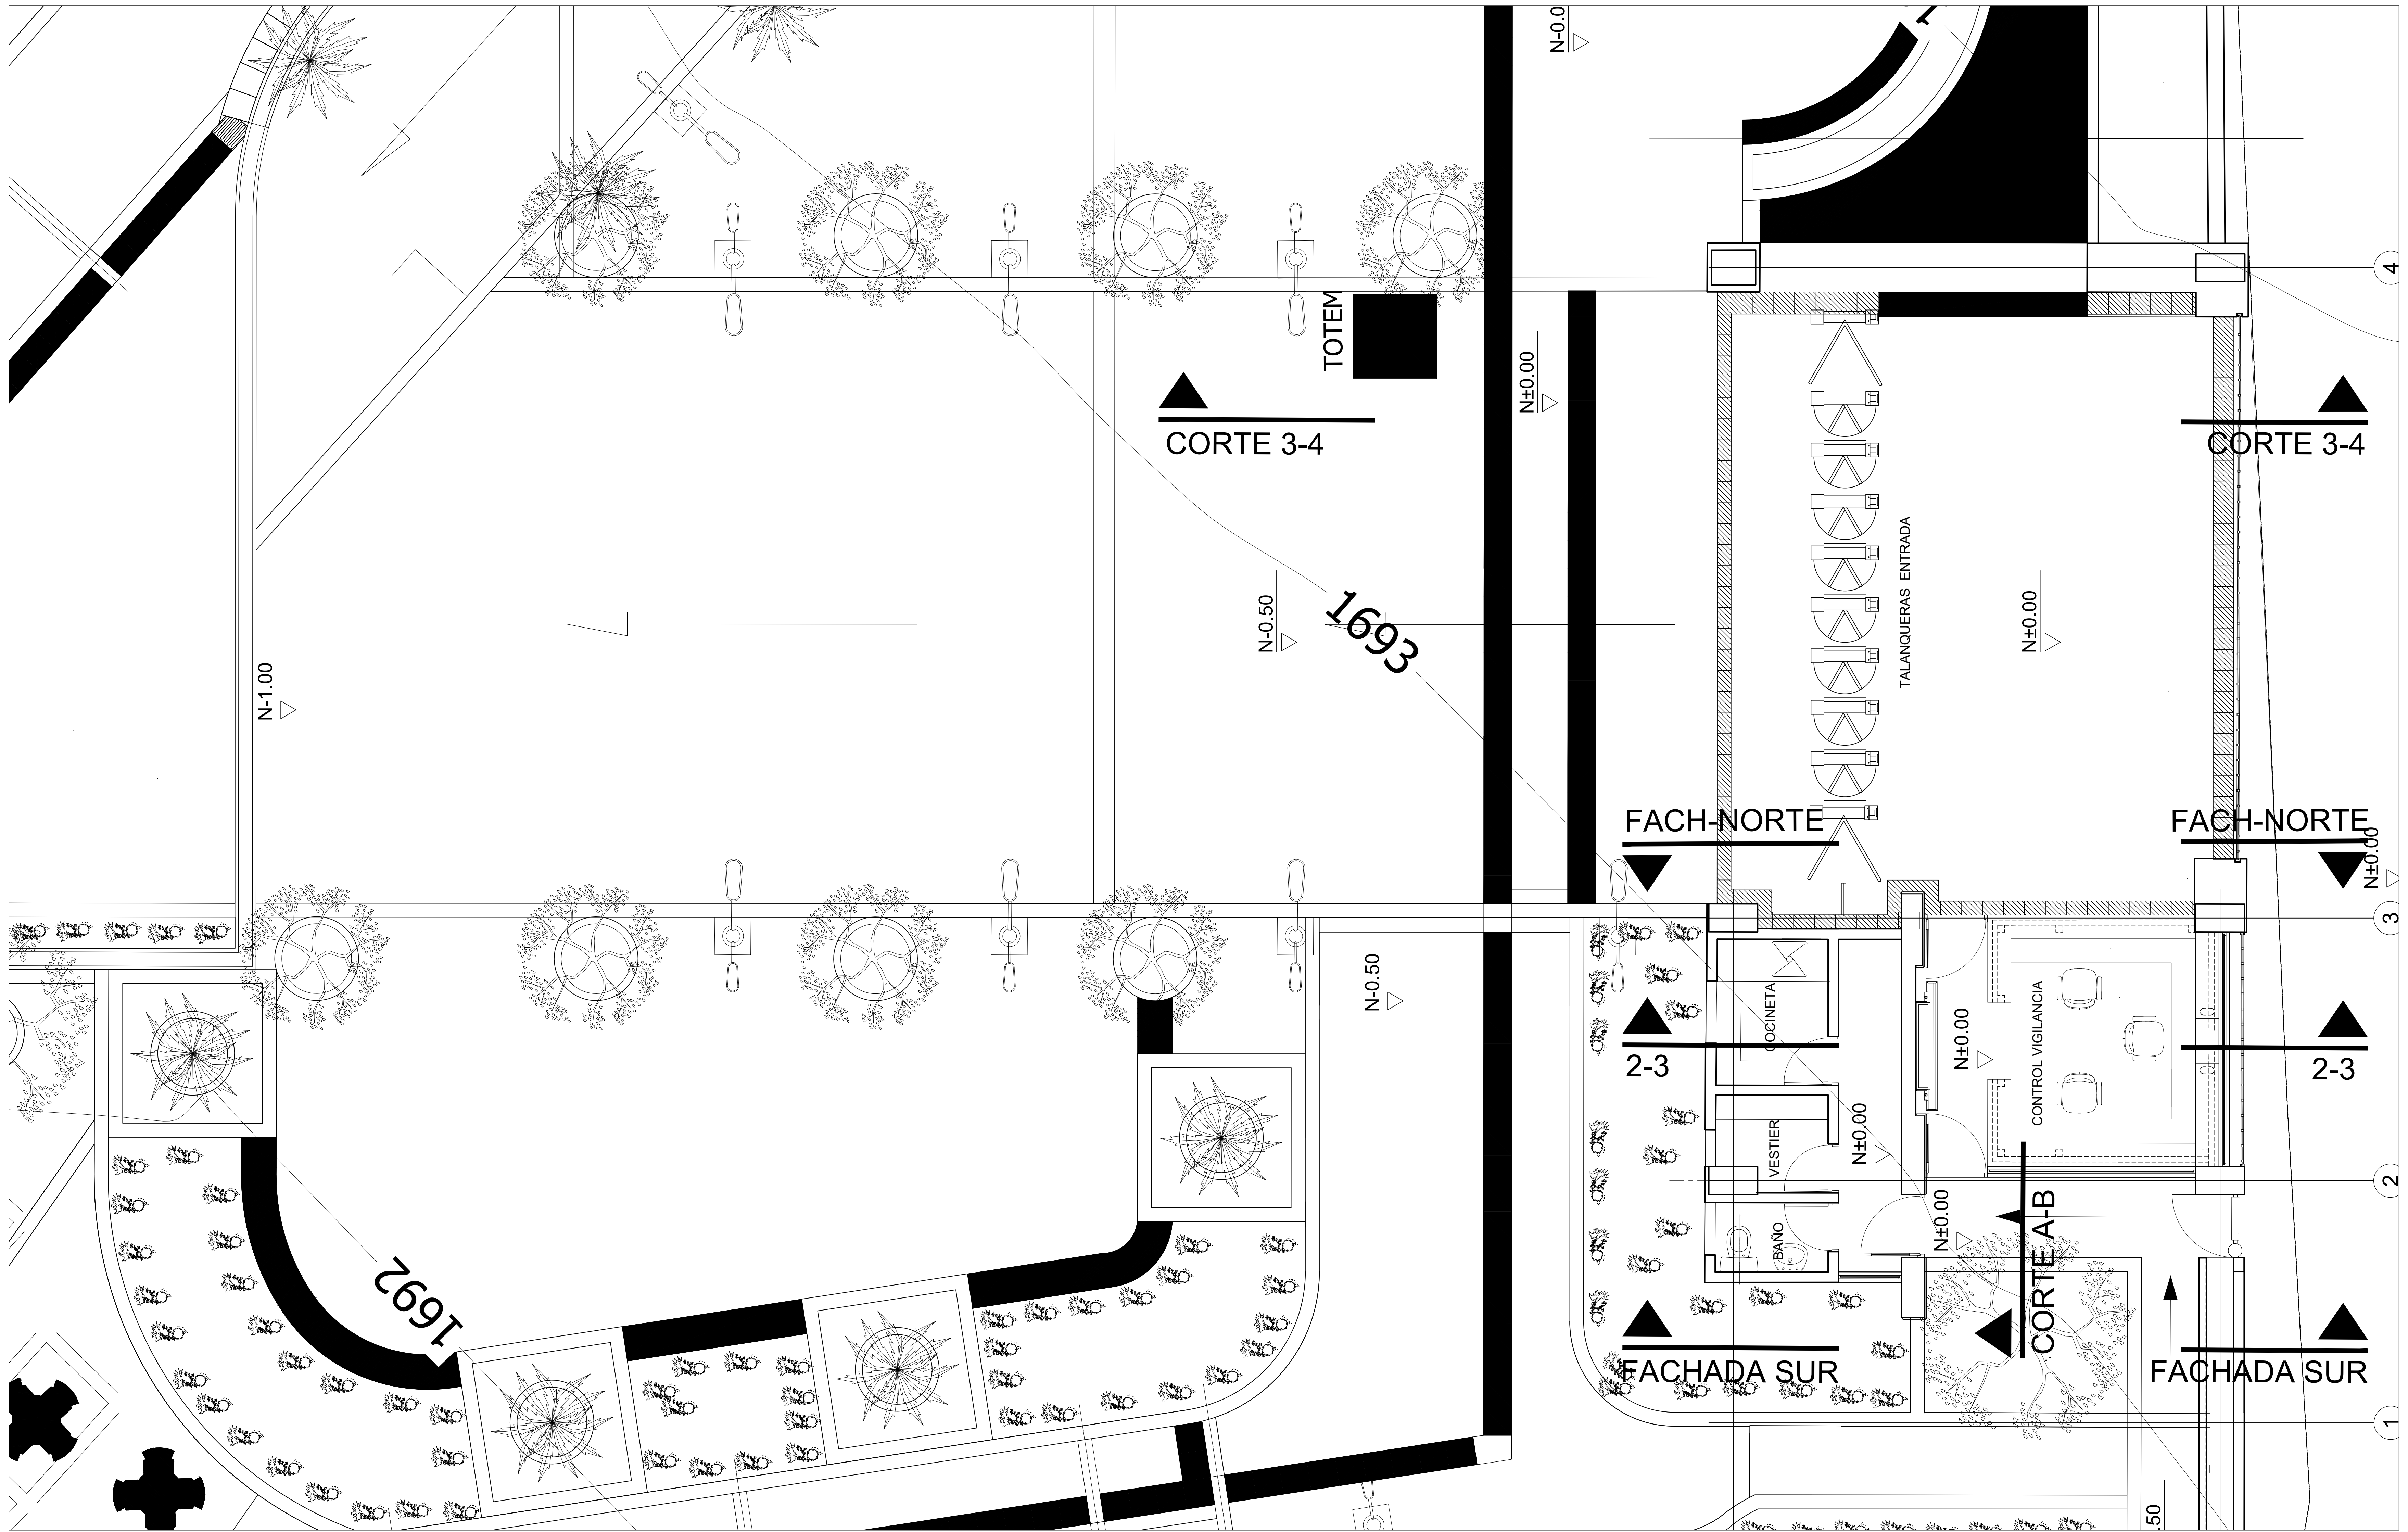 N-0.0
4
TOTEM
N±0.00
CORTE 3-4
CORTE 3-4
TALANQUERAS ENTRADA
N-0.50
1693
N±0.00
N-1.00
FACH-NORTE
FACH-NORTE
N±0.00
3
N-0.50
COCINETA
N±0.00
CONTROL VIGILANCIA
2-3
2-3
VESTIER
N±0.00
2
BAÑO
N±0.00
CORTE A-B
1692
FACHADA SUR
FACHADA SUR
1
.50